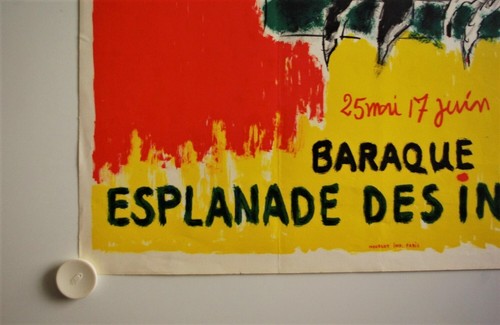 25 mai 17 juin
BARAQUE
ESPLANADE DES iN